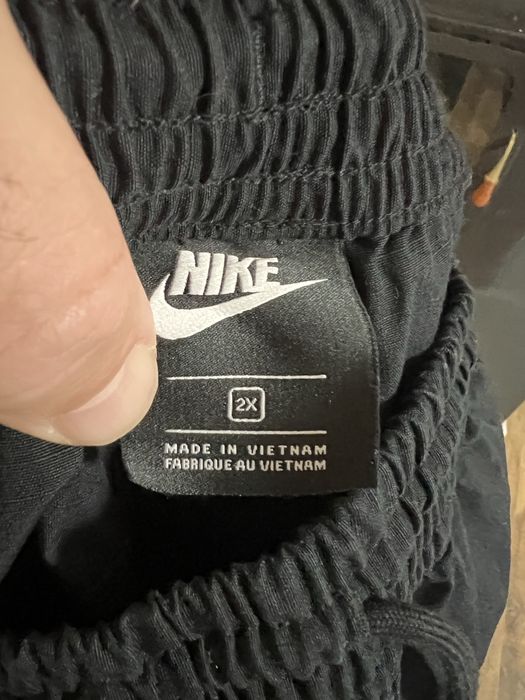 NIKE
2X
MADE IN VIETNAM
FABRIQUE AU VIETNAM